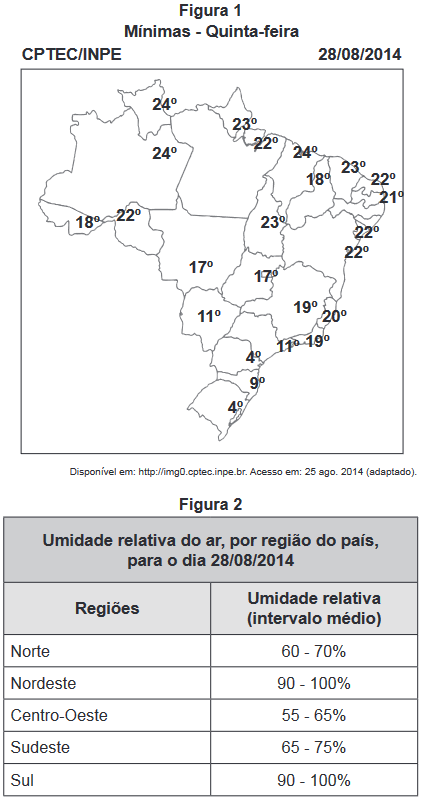 Figura 1
Mínimas - Quinta-feira
CPTEC/INPE 28/08/2014
24º
23º
22º
24º
24º
23º
18º
22º
21º
18º
22º
23º
22º
22º
17º
17º
11º
19º
20º
11º
19º
4º
9º
4º
Disponível em: http://img0.cptec.inpe.br. Acesso em: 25 ago. 2014 (adaptado).
Figura 2
Umidade relativa do ar, por região do país,
para o dia 28/08/2014
Regiões
Umidade relativa
(intervalo médio)
Norte 60 - 70%
Nordeste 90 - 100%
Centro-Oeste 55 - 65%
Sudeste 65 - 75%
Sul 90 - 100%